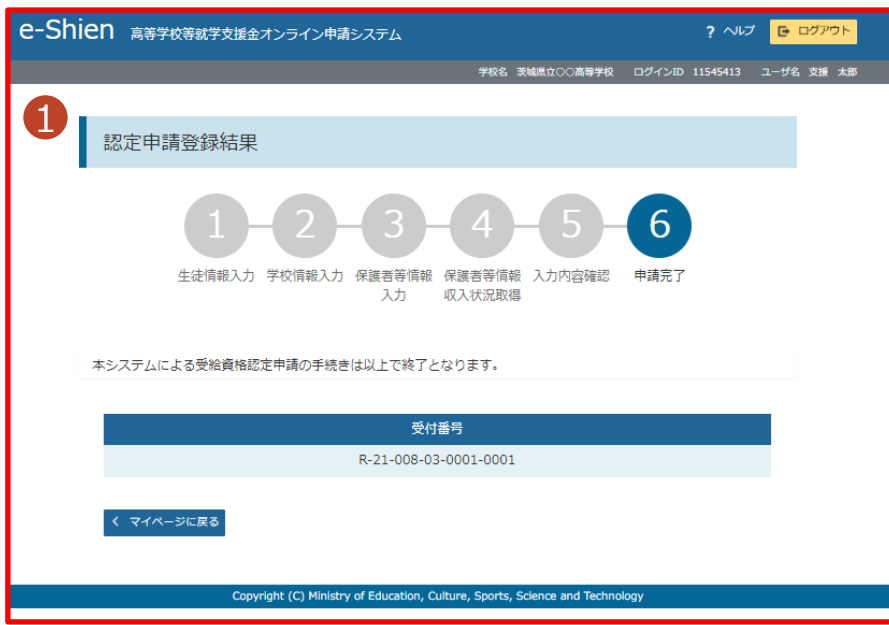 e-Shien 高等学校等就学支援金オンライン申請システム ? ヘルプ ログアウト
学校名 茨城県立○○高等学校 ログインID 11545413 ユーザ名 支援 太郎
1
認定申請登録結果
1 2 3 4 5 6
生徒情報入力 学校情報入力 保護者等情報 保護者等情報 入力内容確認 申請完了
入力 収入状況取得
本システムによる受給資格認定申請の手続きは以上で終了となります。
受付番号
R-21-008-03-0001-0001
マイページに戻る
Copyright (C) Ministry of Education, Culture, Sports, Science and Technology